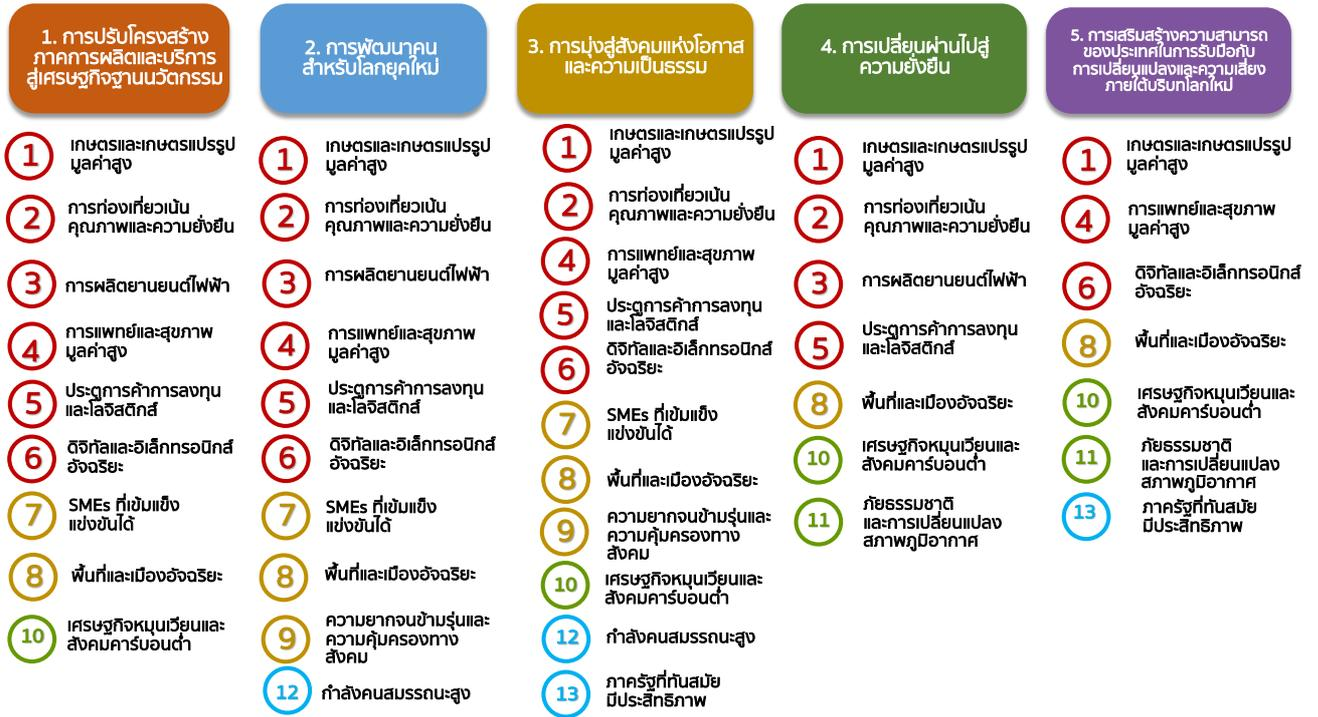 1. การปรับโครงสร้าง
ภาคการผลิตและบริการ
สู่เศรษฐกิจฐานนวัตกรรม
1
เกษตรและเกษตรแปรรูป
มูลค่าสูง
2
การท่องเที่ยวเน้น
คุณภาพและความยั่งยืน
3
การผลิตยานยนต์ไฟฟ้า
4
การแพทย์และสุขภาพ
มูลค่าสูง
5
ประตูการค้าการลงทุน
และโลจิสติกส์
6
ดิจิทัลและอิเล็กทรอนิกส์
อัจฉริยะ
7
SMEs ที่เข้มแข็ง
แข่งขันได้
8
พื้นที่และเมืองอัจฉริยะ
10
เศรษฐกิจหมุนเวียนและ
สังคมคาร์บอนต่ำ
2. การพัฒนาคน
สำหรับโลกยุคใหม่
1
เกษตรและเกษตรแปรรูป
มูลค่าสูง
2
การท่องเที่ยวเน้น
คุณภาพและความยั่งยืน
3
การผลิตยานยนต์ไฟฟ้า
4
การแพทย์และสุขภาพ
มูลค่าสูง
5
ประตูการค้าการลงทุน
และโลจิสติกส์
6
ดิจิทัลและอิเล็กทรอนิกส์
อัจฉริยะ
7
SMEs ที่เข้มแข็ง
แข่งขันได้
8
พื้นที่และเมืองอัจฉริยะ
9
ความยากจนข้ามรุ่นและ
ความคุ้มครองทาง
สังคม
12
กำลังคนสมรรถนะสูง
3. การมุ่งสู่สังคมแห่งโอกาส
และความเป็นธรรม
1
เกษตรและเกษตรแปรรูป
มูลค่าสูง
2
การท่องเที่ยวเน้น
คุณภาพและความยั่งยืน
4
การแพทย์และสุขภาพ
มูลค่าสูง
5
ประตูการค้าการลงทุน
และโลจิสติกส์
6
ดิจิทัลและอิเล็กทรอนิกส์
อัจฉริยะ
7
SMEs ที่เข้มแข็ง
แข่งขันได้
8
พื้นที่และเมืองอัจฉริยะ
9
ความยากจนข้ามรุ่นและ
ความคุ้มครองทาง
สังคม
10
เศรษฐกิจหมุนเวียนและ
สังคมคาร์บอนต่ำ
12
กำลังคนสมรรถนะสูง
13
ภาครัฐที่ทันสมัย
มีประสิทธิภาพ
4. การเปลี่ยนผ่านไปสู่
ความยั่งยืน
1
เกษตรและเกษตรแปรรูป
มูลค่าสูง
2
การท่องเที่ยวเน้น
คุณภาพและความยั่งยืน
3
การผลิตยานยนต์ไฟฟ้า
5
ประตูการค้าการลงทุน
และโลจิสติกส์
8
พื้นที่และเมืองอัจฉริยะ
10
เศรษฐกิจหมุนเวียนและ
สังคมคาร์บอนต่ำ
11
ภัยธรรมชาติ
และการเปลี่ยนแปลง
สภาพภูมิอากาศ
5. การเสริมสร้างความสามารถ
ของประเทศในการรับมือกับ
การเปลี่ยนแปลงและความเสี่ยง
ภายใต้บริบทโลกใหม่
1
เกษตรและเกษตรแปรรูป
มูลค่าสูง
4
การแพทย์และสุขภาพ
มูลค่าสูง
6
ดิจิทัลและอิเล็กทรอนิกส์
อัจฉริยะ
8
พื้นที่และเมืองอัจฉริยะ
10
เศรษฐกิจหมุนเวียนและ
สังคมคาร์บอนต่ำ
11
ภัยธรรมชาติ
และการเปลี่ยนแปลง
สภาพภูมิอากาศ
13
ภาครัฐที่ทันสมัย
มีประสิทธิภาพ